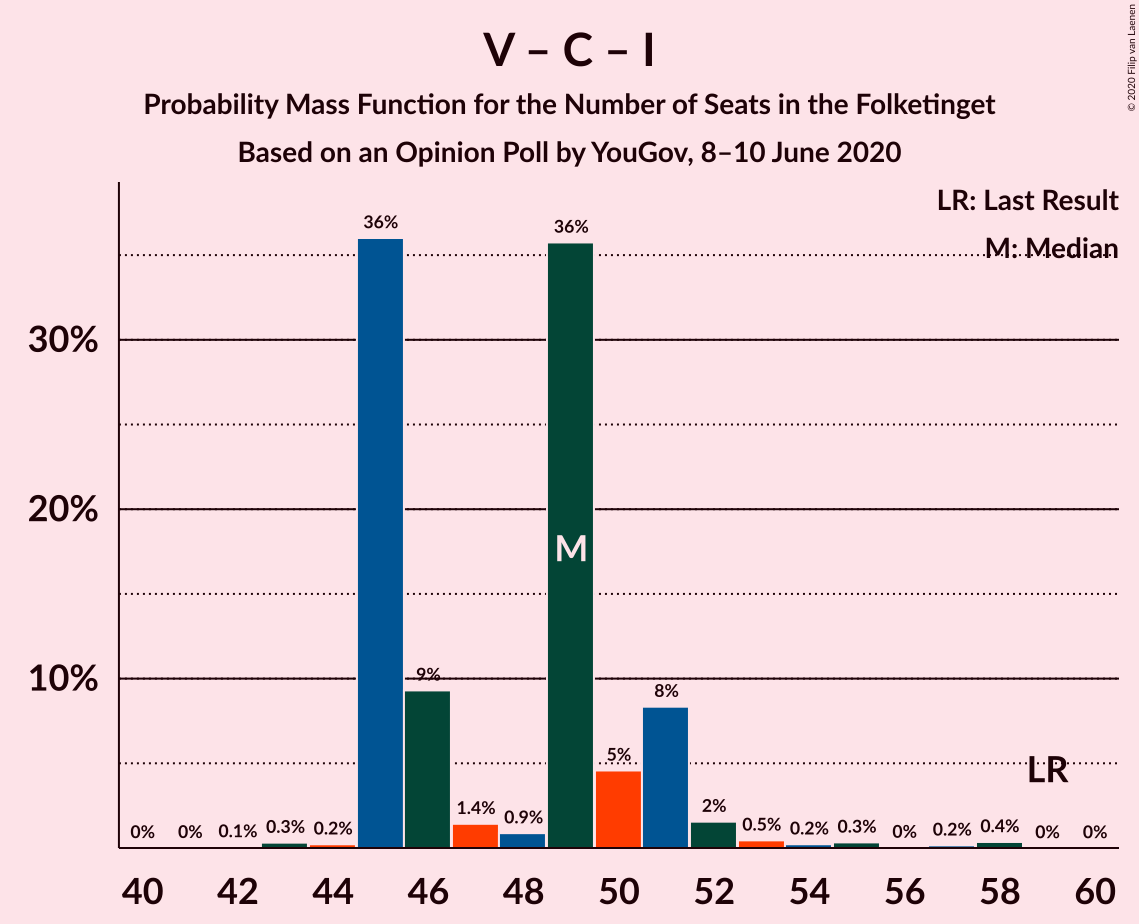 V – C – I
Probability Mass Function for the Number of Seats in the Folketinget
Based on an Opinion Poll by YouGov, 8–10 June 2020
© 2020 Filip van Laenen
LR: Last Result
M: Median
30%
20%
10%
0%
0%
0.1%
0.3%
0.2%
36%
9%
1.4%
0.9%
36%
5%
8%
2%
0.5%
0.2%
0.3%
0%
0.2%
0.4%
0%
0%
M
LR
40 42 44 46 48 50 52 54 56 58 60